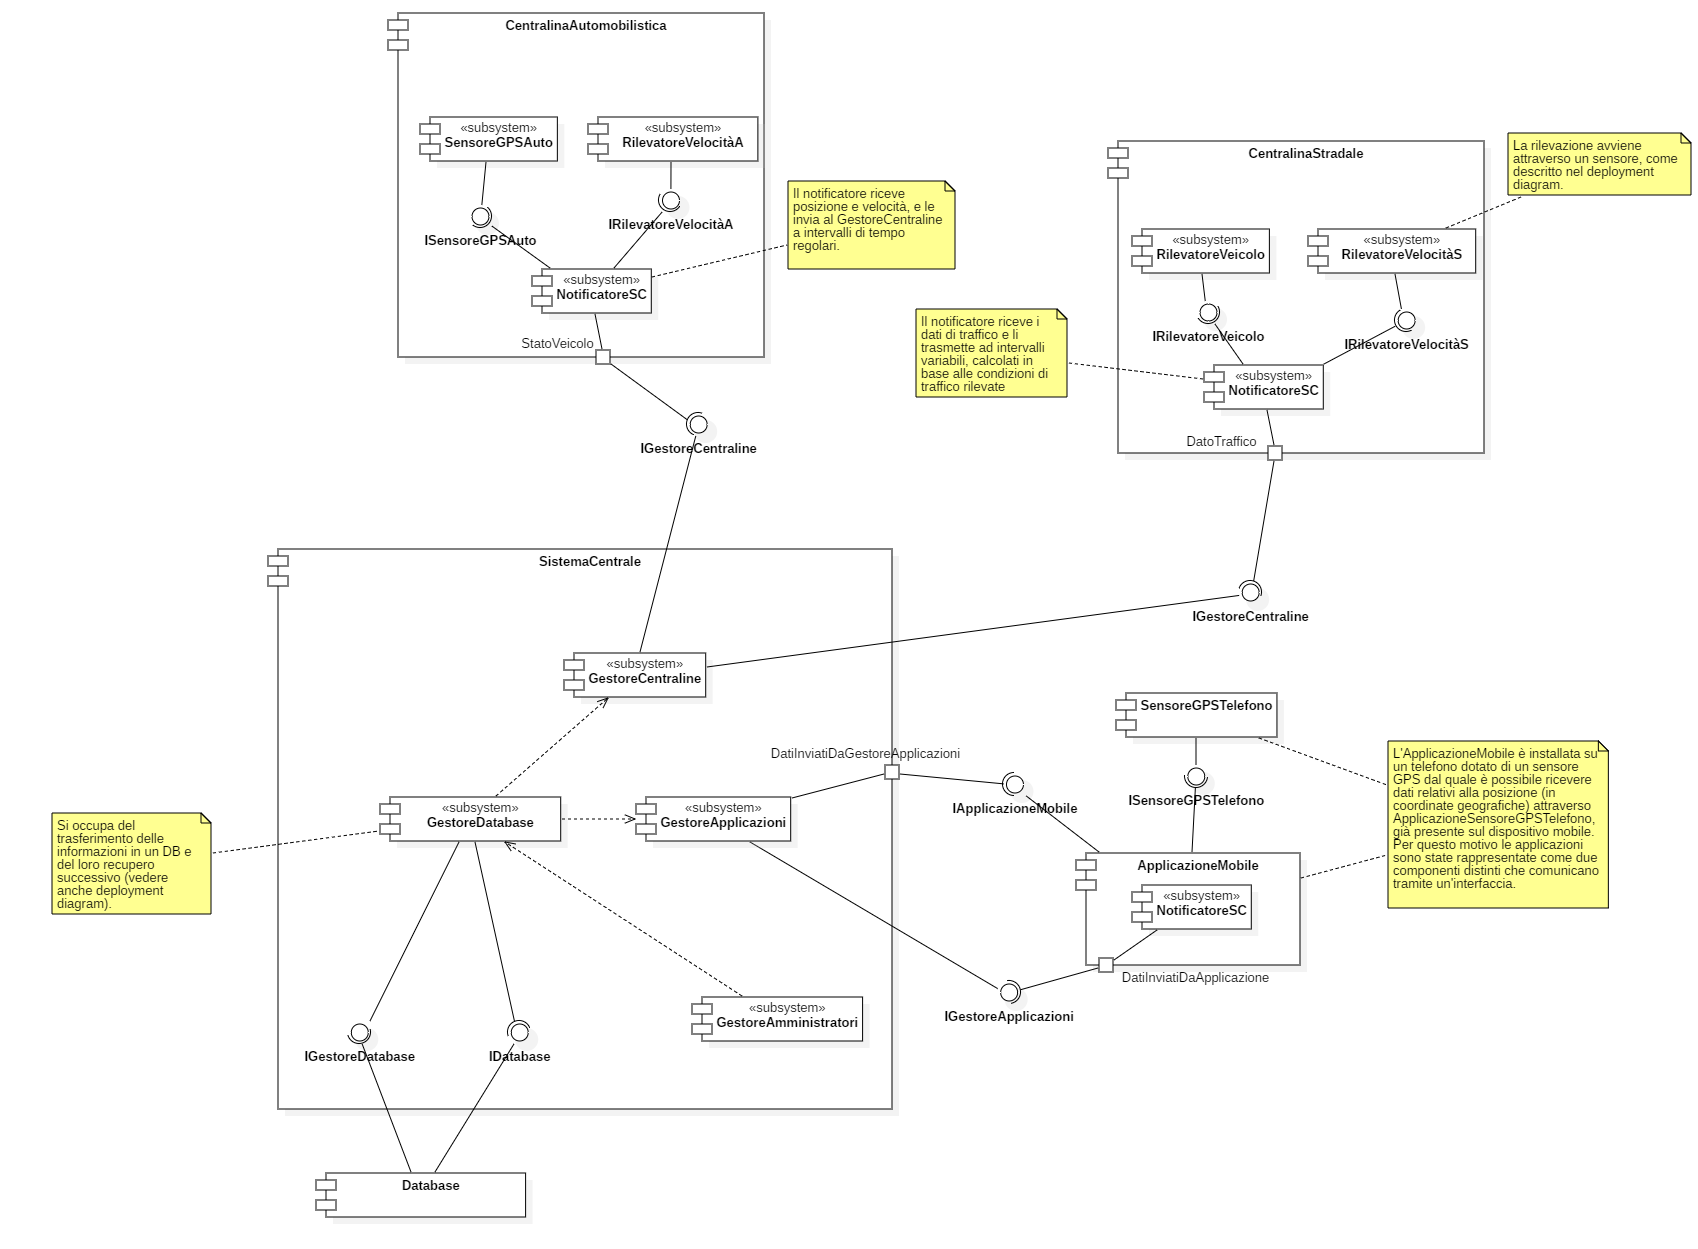 CentralinaAutomobilistica
«subsystem»
SensoreGPSAuto
«subsystem»
RilevatoreVelocitàA
ISensoreGPSAuto
IRilevatoreVelocitàA
«subsystem»
NotificatoreSC
StatoVeicolo
Il notificatore riceve
posizione e velocità, e le
invia al GestoreCentraline
a intervalli di tempo
regolari.
IGestoreCentraline
CentralinaStradale
La rilevazione avviene
attraverso un sensore, come
descritto nel deployment
diagram.
«subsystem»
RilevatoreVeicolo
«subsystem»
RilevatoreVelocitàS
IRilevatoreVeicolo
IRilevatoreVelocitàS
Il notificatore riceve i
dati di traffico e li
trasmette ad intervalli
variabili, calcolati in
base alle condizioni di
traffico rilevate
«subsystem»
NotificatoreSC
DatoTraffico
IGestoreCentraline
SistemaCentrale
«subsystem»
GestoreCentraline
DatiInviatiDaGestoreApplicazioni
«subsystem»
GestoreDatabase
«subsystem»
GestoreApplicazioni
Si occupa del
trasferimento delle
informazioni in un DB e
del loro recupero
successivo (vedere
anche deployment
diagram).
«subsystem»
GestoreAmministratori
IGestoreDatabase
IDatabase
Database
SensoreGPSTelefono
ISensoreGPSTelefono
IApplicazioneMobile
ApplicazioneMobile
«subsystem»
NotificatoreSC
DatiInviatiDaApplicazione
IGestoreApplicazioni
L'ApplicazioneMobile è installata su
un telefono dotato di un sensore
GPS dal quale è possibile ricevere
dati relativi alla posizione (in
coordinate geografiche) attraverso
ApplicazioneSensoreGPSTelefono,
già presente sul dispositivo mobile.
Per questo motivo le applicazioni
sono state rappresentate come due
componenti distinti che comunicano
tramite un'interfaccia.